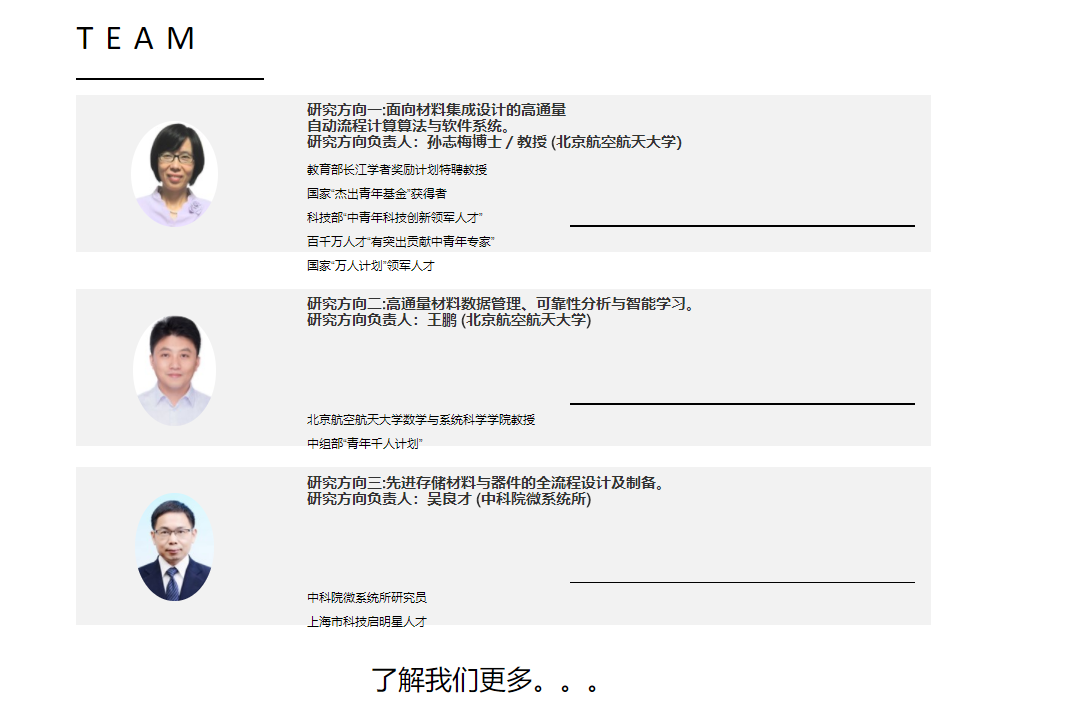 TEAM
研究方向一:面向材料集成设计的高通量
自动流程计算算法与软件系统。
研究方向负责人：孙志梅博士 / 教授 (北京航空航天大学)
教育部长江学者奖励计划特聘教授
国家“杰出青年基金”获得者
科技部“中青年科技创新领军人才”
百千万人才“有突出贡献中青年专家”
国家“万人计划”领军人才
研究方向二:高通量材料数据管理、可靠性分析与智能学习。
研究方向负责人：王鹏 (北京航空航天大学)
北京航空航天大学数学与系统科学学院教授
中组部“青年千人计划”
研究方向三:先进存储材料与器件的全流程设计及制备。
研究方向负责人：吴良才 (中科院微系统所)
中科院微系统所研究员
上海市科技启明星人才
了解我们更多。。。